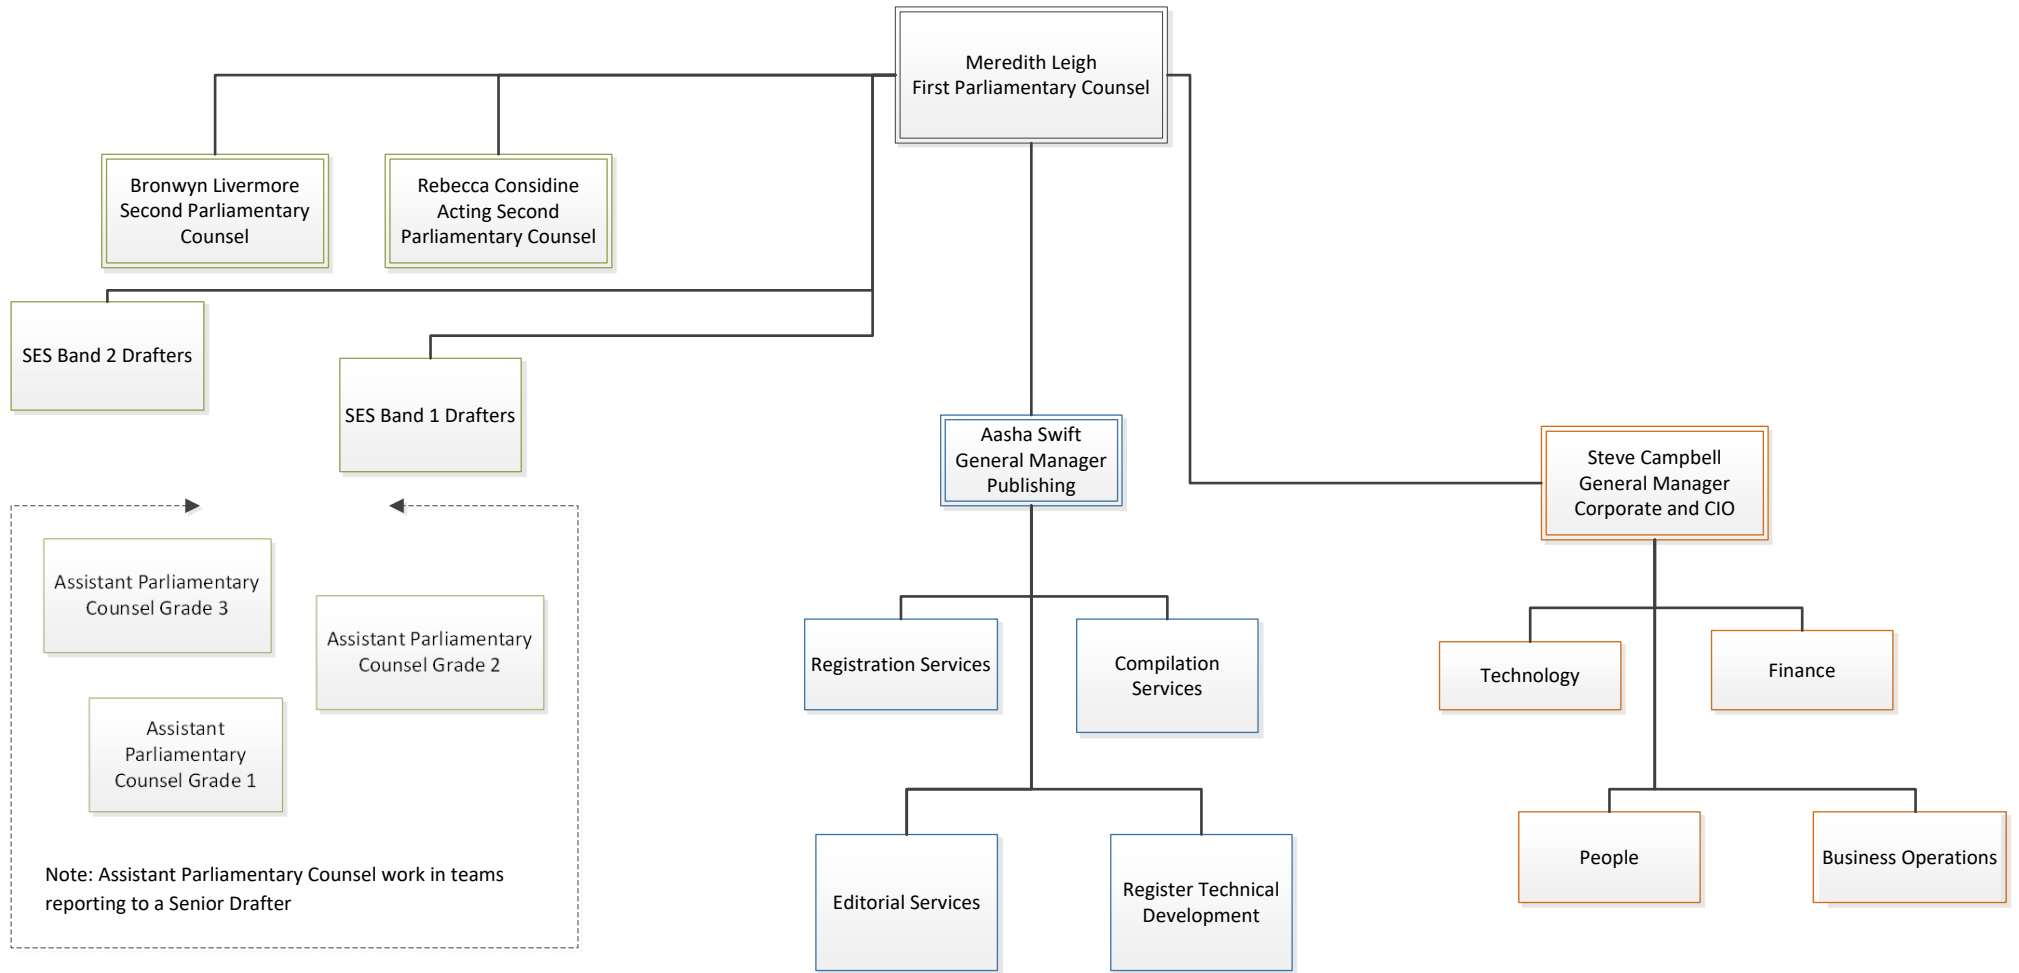 Meredith Leigh
First Parliamentary Counsel
Bronwyn Livermore
Second Parliamentary
Counsel
Rebecca Considine
Acting Second
Parliamentary Counsel
SES Band 2 Drafters
SES Band 1 Drafters
Aasha Swift
General Manager
Publishing
Steve Campbell
General Manager
Corporate and CIO
Assistant Parliamentary
Counsel Grade 3
Assistant Parliamentary
Counsel Grade 2
Assistant
Parliamentary
Counsel Grade 1
Note: Assistant Parliamentary Counsel work in teams
reporting to a Senior Drafter
Registration Services
Compilation
Services
Editorial Services
Register Technical
Development
Technology
Finance
People
Business Operations